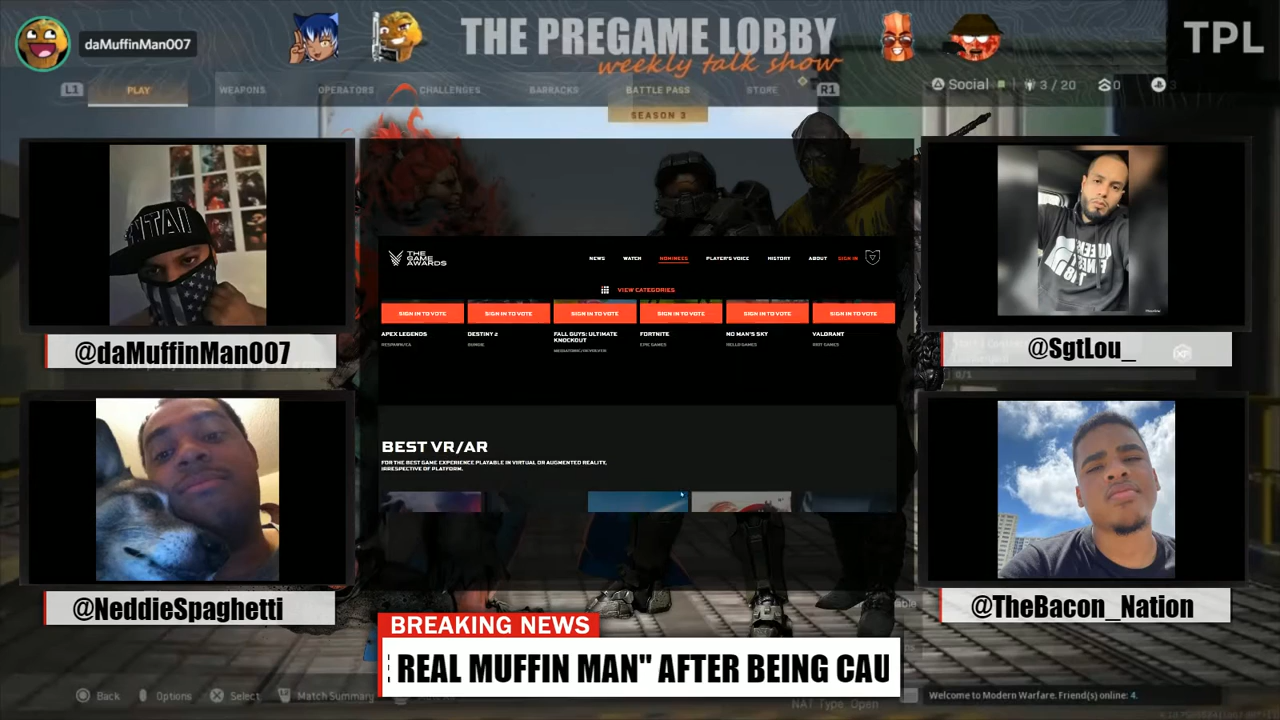 daMuffinMan007
THE PREGAME LOBBY
weekly talk show
TPL
L1
PLAY
WEAPONS
OPERATORS
CHALLENGES
BARRACKS
BATTLE PASS
STORE
R1
Social
3 / 20
0
3
SEASON 3
NTAI
@daMuffinMan007
@SgtLou_
@NeddieSpaghetti
@TheBacon_Nation
THE GAME AWARDS
NEWS
WATCH
NOMINEES
PLAYER'S VOICE
HISTORY
ABOUT
SIGN IN
VIEW CATEGORIES
SIGN IN TO VOTE
SIGN IN TO VOTE
SIGN IN TO VOTE
SIGN IN TO VOTE
SIGN IN TO VOTE
SIGN IN TO VOTE
APEX LEGENDS
DESTINY 2
FALL GUYS: ULTIMATE
KNOCKOUT
FORTNITE
NO MAN'S SKY
VALORANT
RESPAWN/EA
BUNGIE
EPIC GAMES
HELLO GAMES
RIOT GAMES
BEST VR/AR
FOR THE BEST GAME EXPERIENCE PLAYABLE IN VIRTUAL OR AUGMENTED REALITY,
IRRESPECTIVE OF PLATFORM.
0/1
BREAKING NEWS
REAL MUFFIN MAN" AFTER BEING CAU
Back
Options
Select
Match Summary
NAT Type Open
Welcome to Modern Warfare. Friend(s) online: 4.